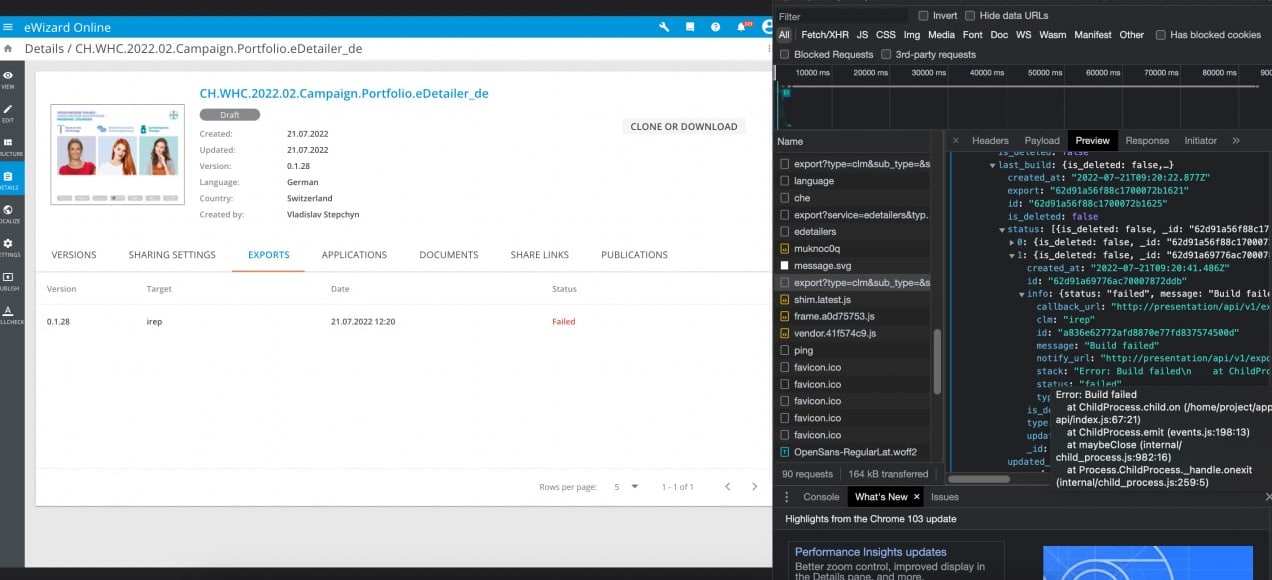 eWizard Online
Details / CH.WHC.2022.02.Campaign.Portfolio.eDetailer_de
VIEW
EDIT
RUCTURE
DETAILS
OCALIZE
ETTINGS
UBLISH
ELLCHECK
CH.WHC.2022.02.Campaign.Portfolio.eDetailer_de
Draft
Created: 21.07.2022
Updated: 21.07.2022
Version: 0.1.28
Language: German
Country: Switzerland
Created by: Vladislav Stepchyn
CLONE OR DOWNLOAD
VERSIONS SHARING SETTINGS EXPORTS APPLICATIONS DOCUMENTS SHARE LINKS PUBLICATIONS
Version Target Date Status
0.1.28 irep 21.07.2022 12:20 Failed
Rows per page: 5 1 - 1 of 1
Filter Invert Hide data URLs
All Fetch/XHR JS CSS Img Media Font Doc WS Wasm Manifest Other Has blocked cookies
Blocked Requests 3rd-party requests
10000 ms 20000 ms 30000 ms 40000 ms 50000 ms 60000 ms 70000 ms 80000 ms 900
Name
export?type=clm&sub_type=&s
language
che
export?service=edetailers&typ..
edetailers
muknoc0q
message.svg
export?type=clm&sub_type=&s
shim.latest.js
frame.a0d75753.js
vendor.41f574c9.js
ping
favicon.ico
favicon.ico
favicon.ico
favicon.ico
favicon.ico
OpenSans-RegularLat.woff2
90 requests 164 kB transferred
× Headers Payload Preview Response Initiator »
is_deleted: false
last_build: {is_deleted: false,…}
created_at: "2022-07-21T09:20:22.877Z"
export: "62d91a56f88c1700072b1621"
id: "62d91a56f88c1700072b1625"
is_deleted: false
status: [{is_deleted: false, _id: "62d91a56f88c17
0: {is_deleted: false, _id: "62d91a56f88c17000
1: {is_deleted: false, _id: "62d91a69776ac7000
created_at: "2022-07-21T09:20:41.486Z"
id: "62d91a69776ac70007872ddb"
info: {status: "failed", message: "Build faile
callback_url: "http://presentation/api/v1/ex
clm: "irep"
id: "a836e62772afd8870e77fd837574500d"
message: "Build failed"
notify_url: "http://presentation/api/v1/expo
stack: "Error: Build failed\n at ChildPro
status: "failed"
typ
is_de
type:
updat
_id:
updated_
Error: Build failed
at ChildProcess.child.on (/home/project/app
api/index.js:67:21)
at ChildProcess.emit (events.js:198:13)
at maybeClose (internal/
child_process.js:982:16)
at Process.ChildProcess._handle.onexit
(internal/child_process.js:259:5)
Console What's New × Issues
Highlights from the Chrome 103 update
Performance Insights updates
Better zoom control, improved display in
the Details pane, and more.